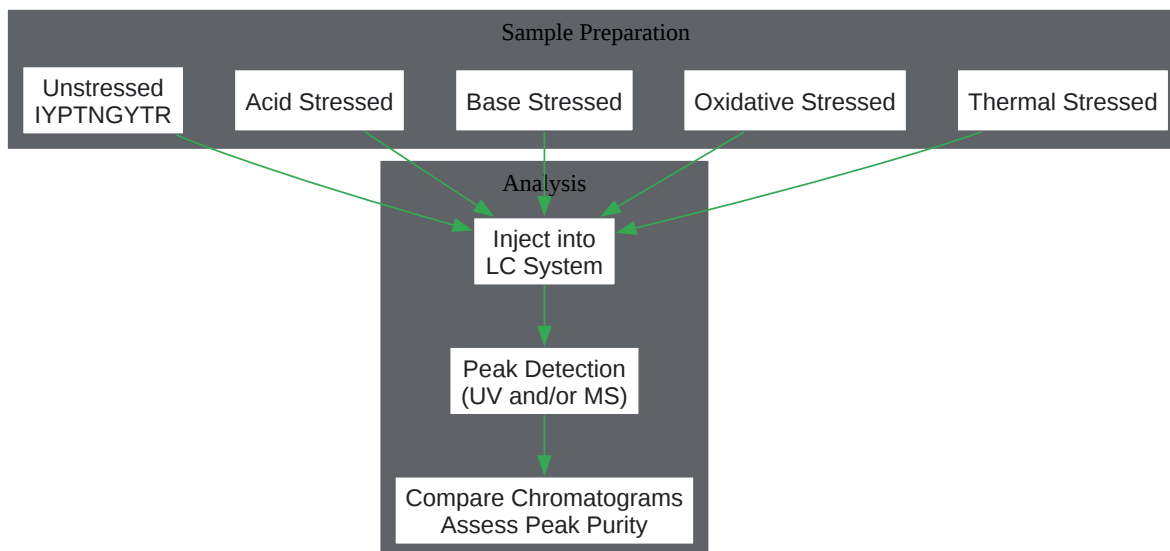 Sample Preparation
Unstressed
IYPTNGYTR
Acid Stressed
Base Stressed
Oxidative Stressed
Thermal Stressed
Analysis
Inject into
LC System
Peak Detection
(UV and/or MS)
Compare Chromatograms
Assess Peak Purity